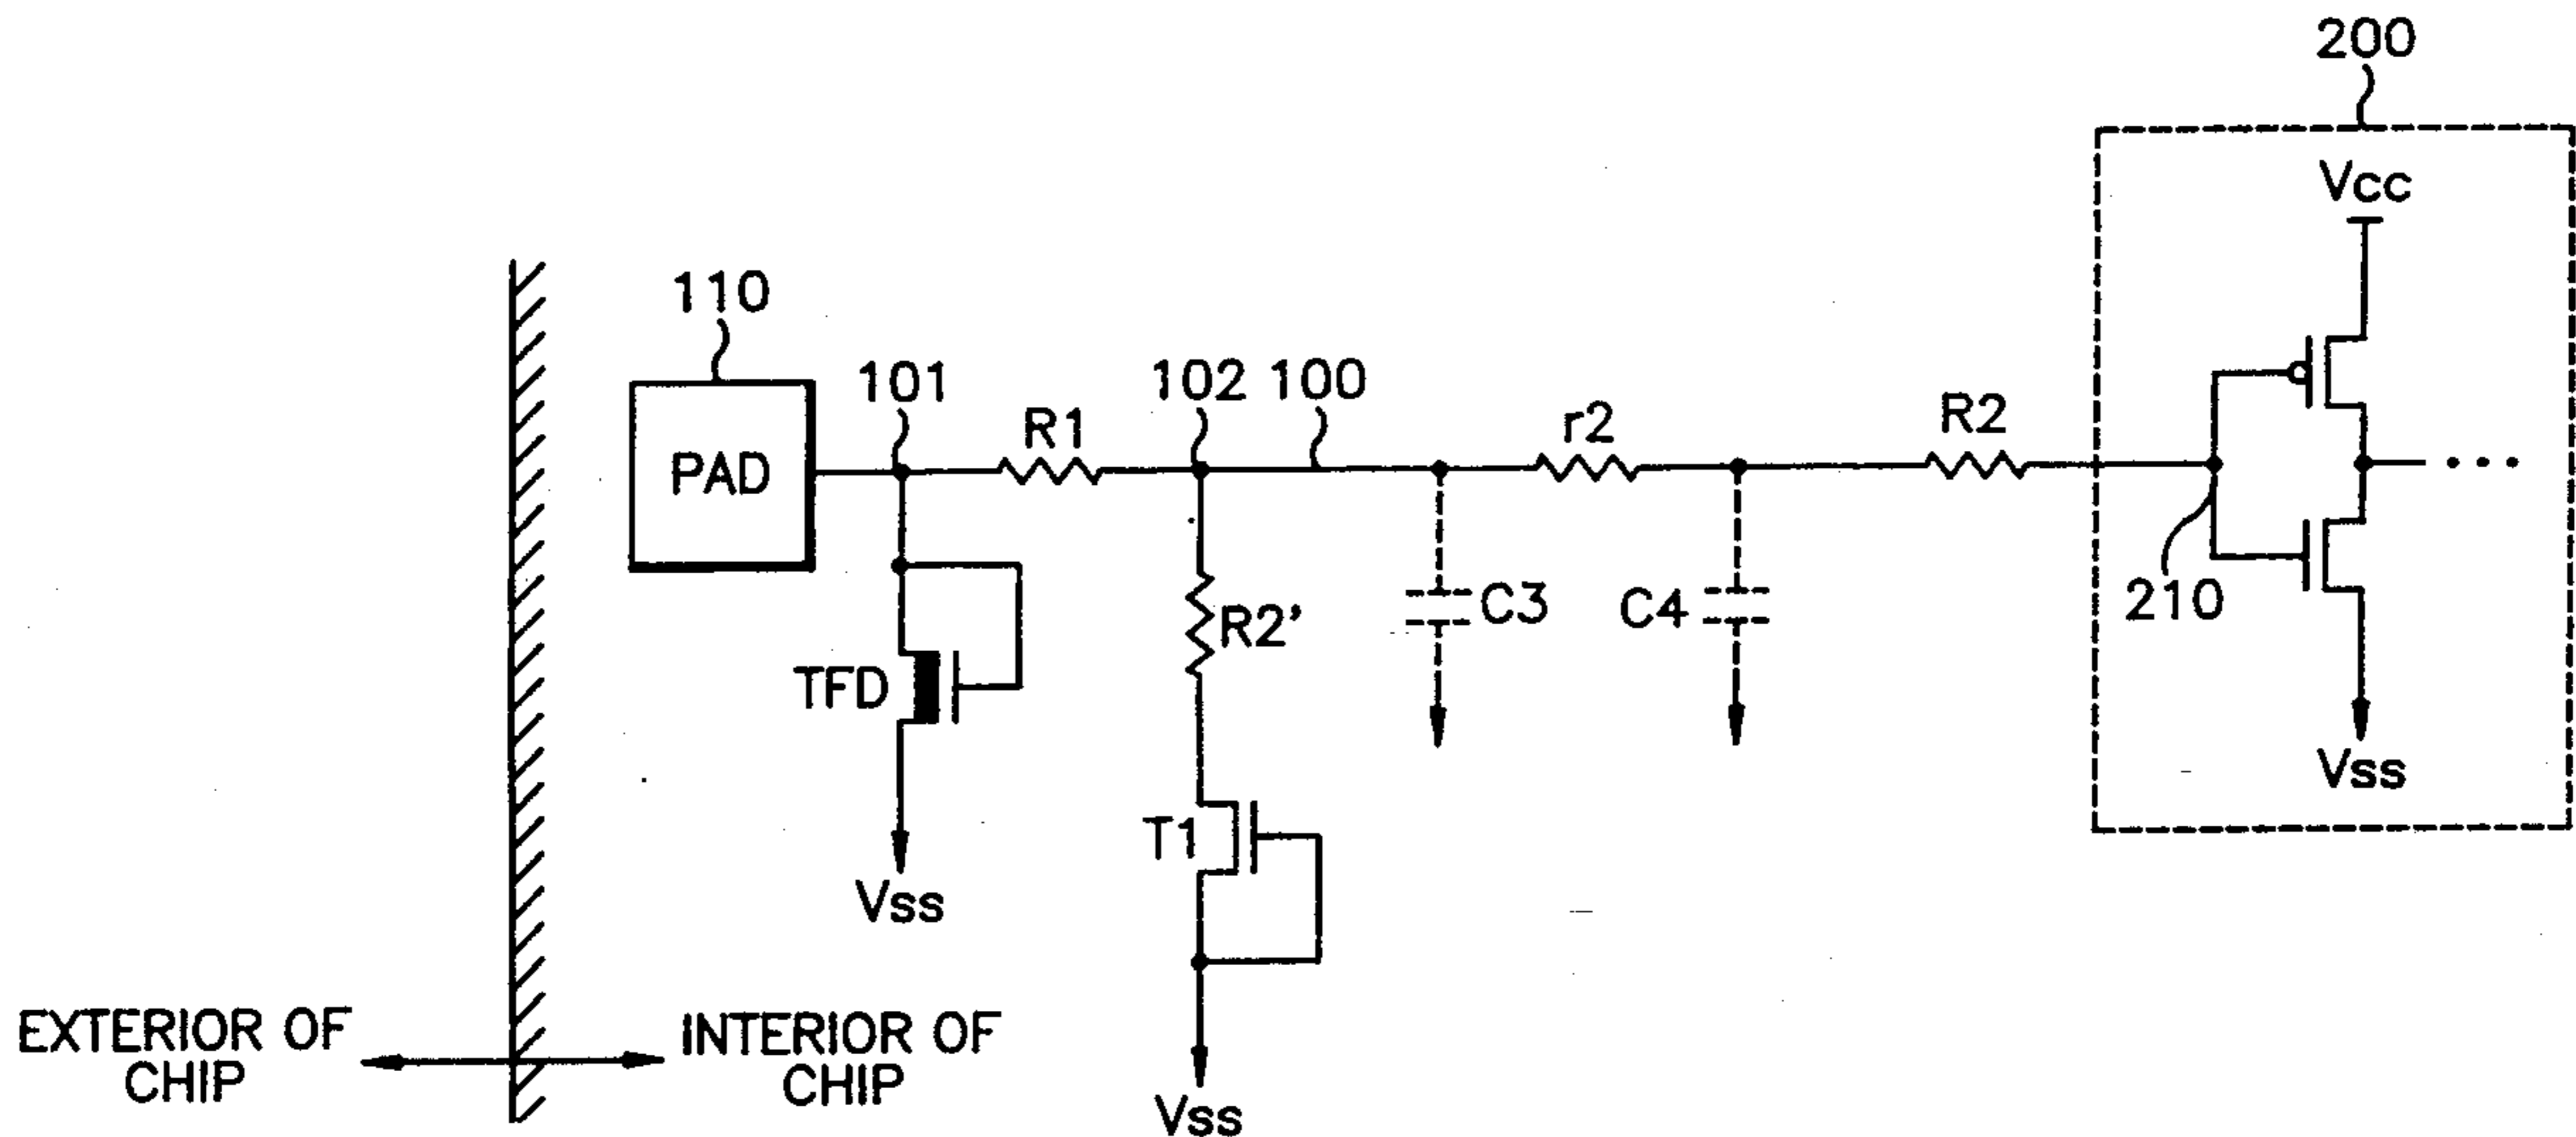 200
Vcc
110
PAD
101
R1
102
100
r2
R2
210
R2'
C3
C4
TFD
T1
Vss
Vss
Vss
EXTERIOR OF
CHIP
INTERIOR OF
CHIP